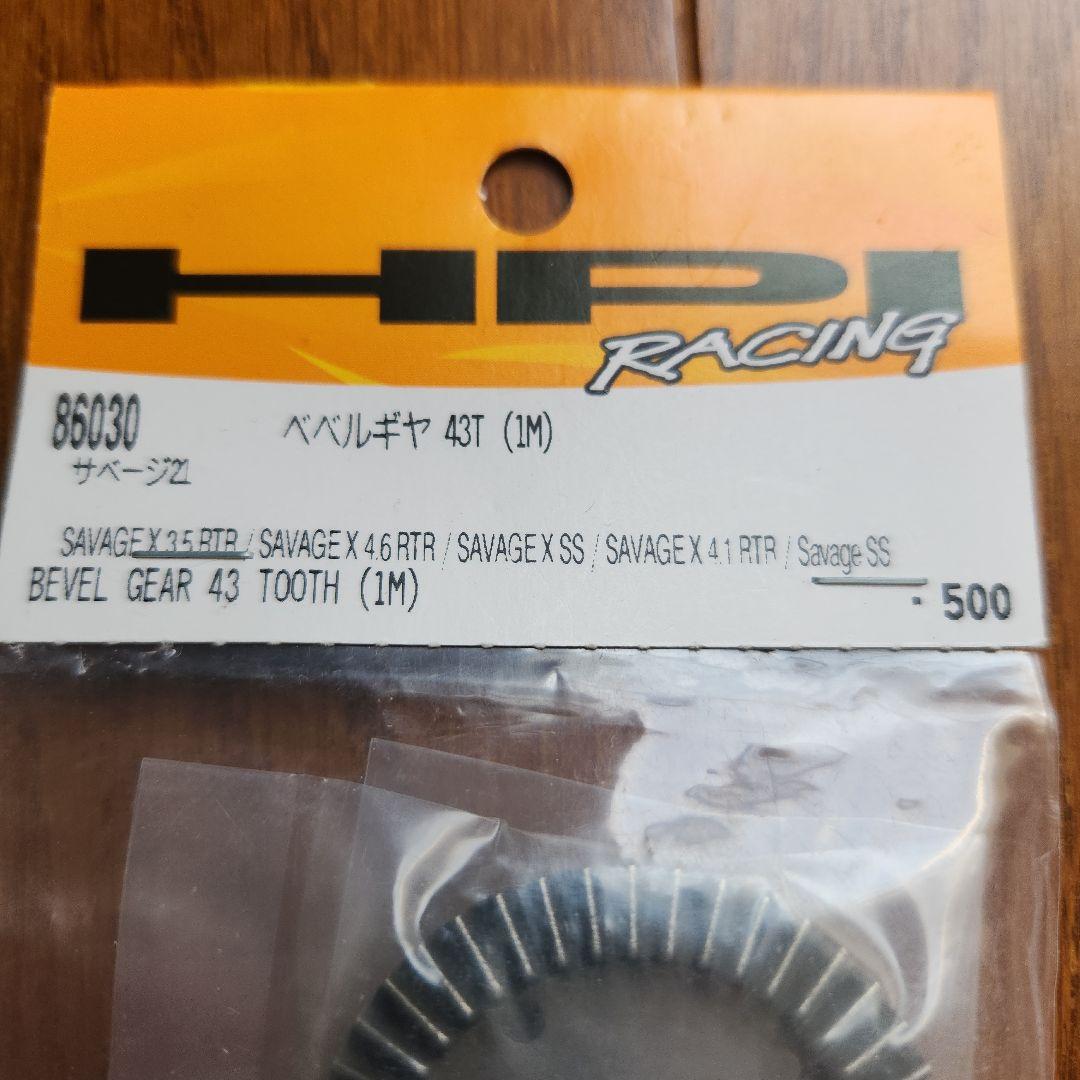 HPI
RACING
86030 ベベルギヤ 43T (1M)
サベージ21
SAVAGE X 3.5 RTR / SAVAGE X 4.6 RTR / SAVAGE X SS / SAVAGE X 4.1 RTR / Savage SS
BEVEL GEAR 43 TOOTH (1M)
. 500